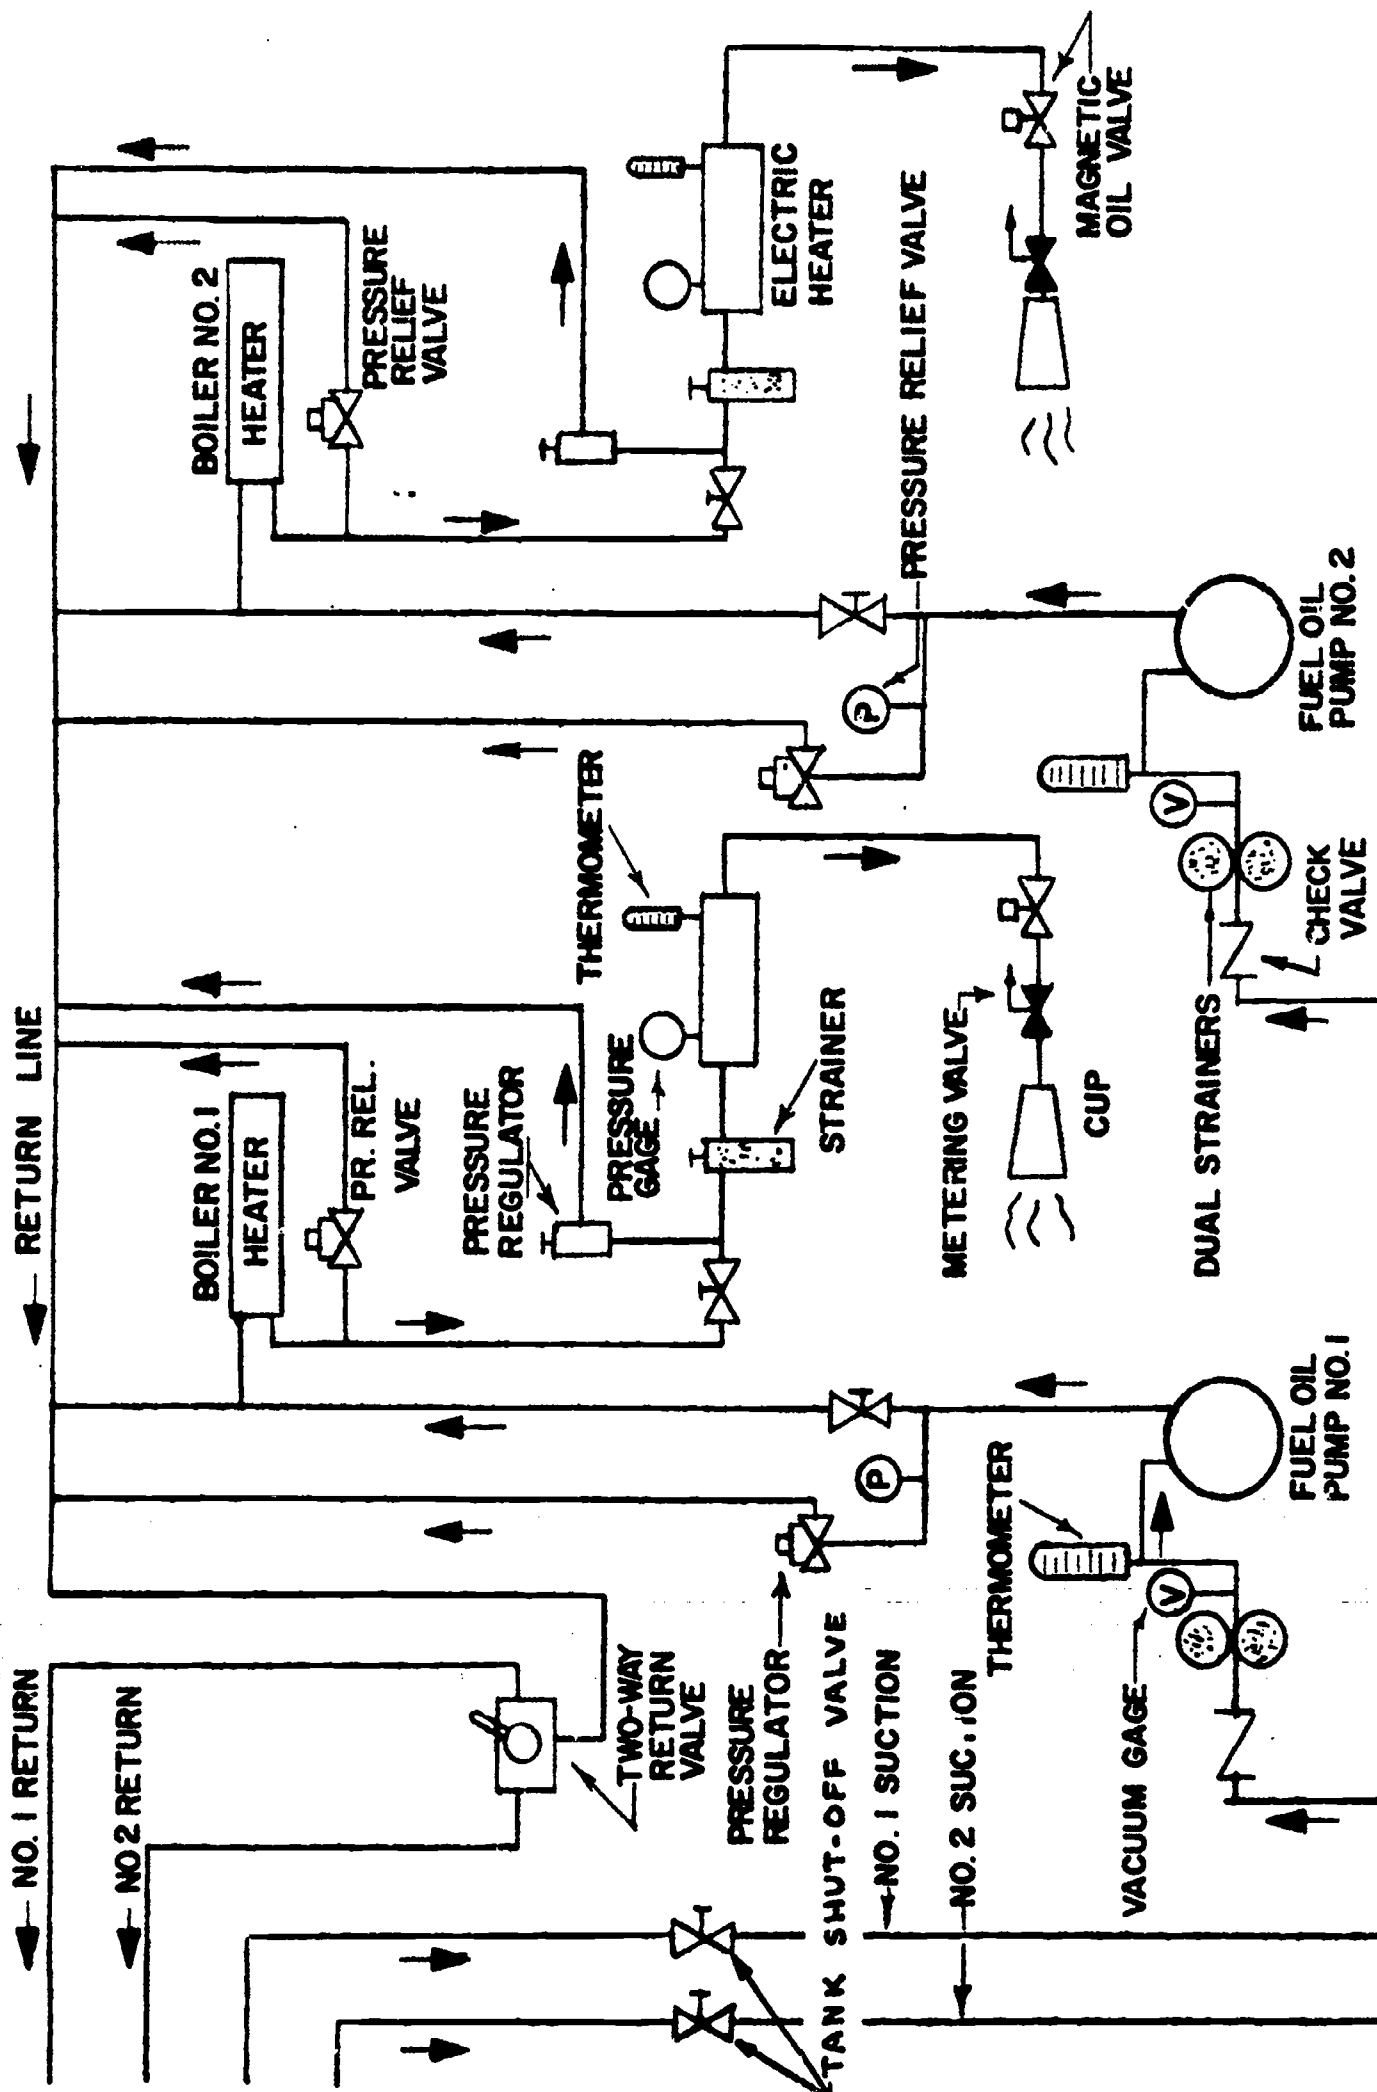 NO. 1 RETURN
RETURN LINE
NO 2 RETURN
BOILER NO. 1
HEATER
BOILER NO. 2
HEATER
PR. REL.
VALVE
PRESSURE
RELIEF
VALVE
PRESSURE
REGULATOR
THERMOMETER
TWO-WAY
RETURN
VALVE
PRESSURE
GAGE
PRESSURE
REGULATOR
STRAINER
ELECTRIC
HEATER
TANK SHUT-OFF VALVE
NO. 1 SUCTION
PRESSURE RELIEF VALVE
P
P
NO. 2 SUCTION
METERING VALVE
THERMOMETER
CUP
MAGNETIC
OIL VALVE
VACUUM GAGE
V
V
DUAL STRAINERS
FUEL OIL
PUMP NO. 1
CHECK
VALVE
FUEL OIL
PUMP NO. 2